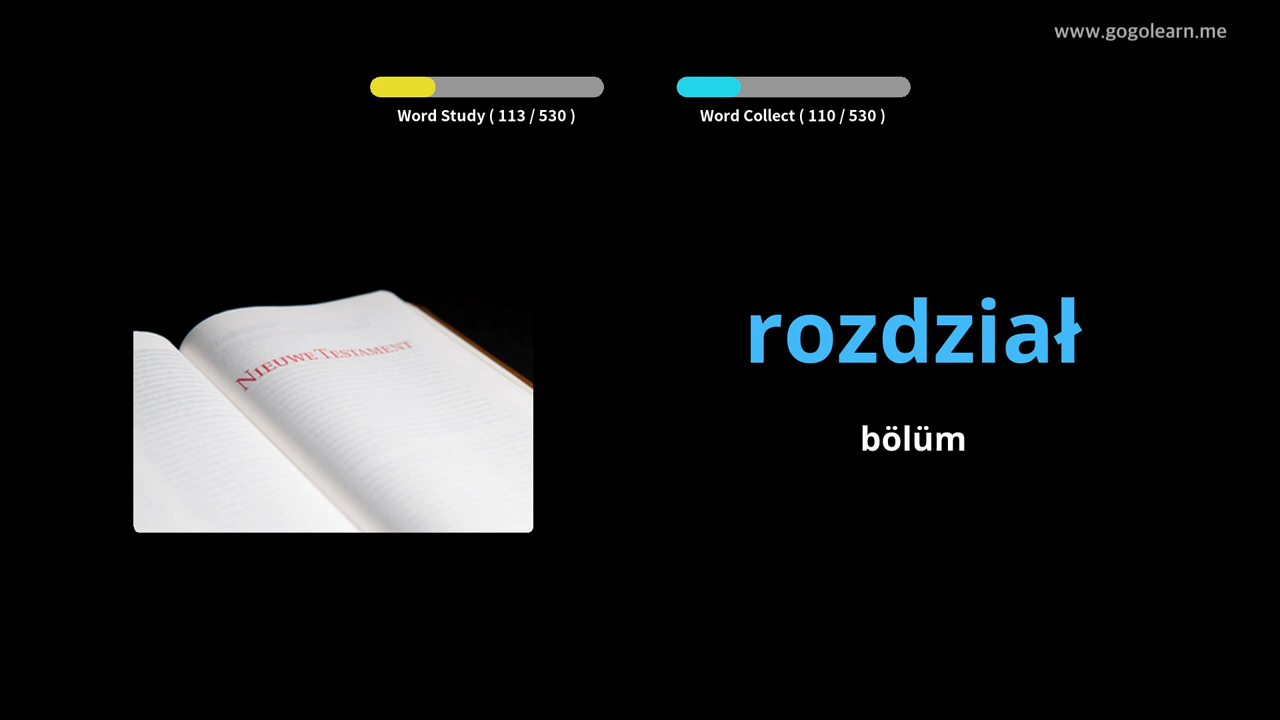 www.gogolearn.me
Word Study ( 113 / 530 )
Word Collect ( 110 / 530 )
NIEUWE TESTAMENT
rozdział
bölüm